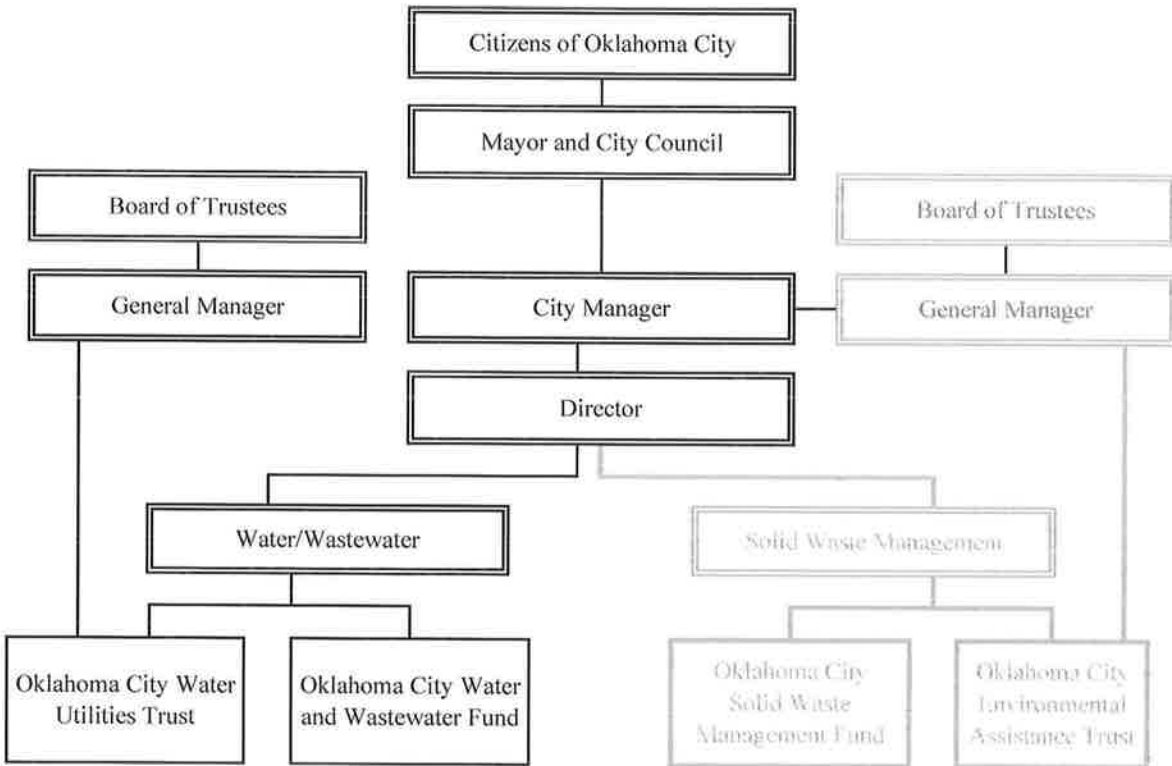 Citizens of Oklahoma City
Mayor and City Council
Board of Trustees
Board of Trustees
General Manager
City Manager
General Manager
Director
Water/Wastewater
Solid Waste Management
Oklahoma City Water
Utilities Trust
Oklahoma City Water
and Wastewater Fund
Oklahoma City
Solid Waste
Management Fund
Oklahoma City
Environmental
Assistance Trust